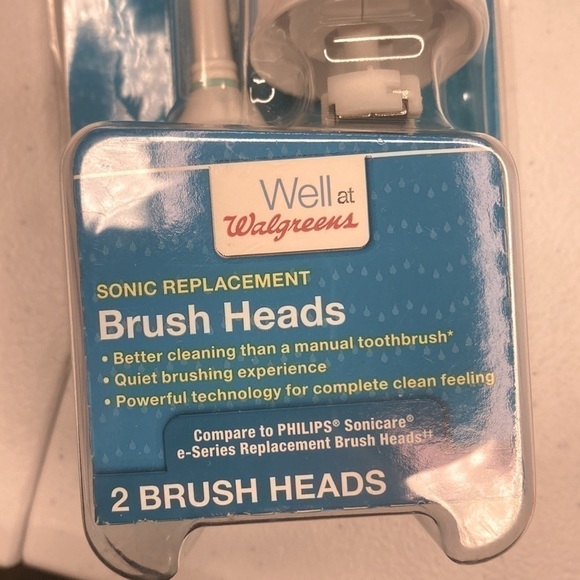 Well at
Walgreens
SONIC REPLACEMENT
Brush Heads
• Better cleaning than a manual toothbrush*
• Quiet brushing experience
• Powerful technology for complete clean feeling
Compare to PHILIPS® Sonicare®
e-Series Replacement Brush Heads††
2 BRUSH HEADS